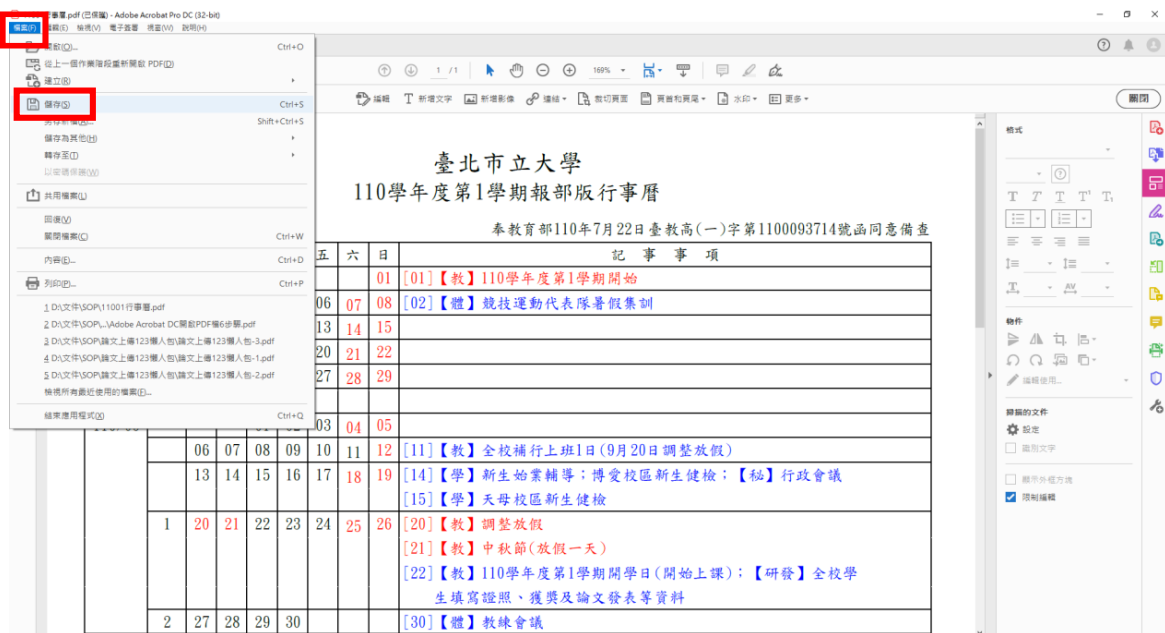 行事曆.pdf (已保護) - Adobe Acrobat Pro DC (32-bit)
檔案(F) 編輯(E) 檢視(V) 電子簽署 視窗(W) 說明(H)
開啟(O)... Ctrl+O
從上一個作業階段重新開啟 PDF(D)
建立(R)
儲存(S) Ctrl+S
另存新檔(A)... Shift+Ctrl+S
儲存為其他(H)
轉存至(T)
以密碼保護(W)
共用檔案(L)
回復(V)
關閉檔案(C) Ctrl+W
內容(E)... Ctrl+D
列印(P)... Ctrl+P
1 D:\文件\SOP\11001行事曆.pdf
2 D:\文件\SOP\...\Adobe Acrobat DC開啟PDF檔6步驟.pdf
3 D:\文件\SOP\論文上傳123懶人包\論文上傳123懶人包-3.pdf
4 D:\文件\SOP\論文上傳123懶人包\論文上傳123懶人包-1.pdf
5 D:\文件\SOP\論文上傳123懶人包\論文上傳123懶人包-2.pdf
檢視所有最近使用的檔案(F)...
結束應用程式(X) Ctrl+Q
1 / 1 169%
編輯 新增文字 新增影像 連結 裁切頁面 頁首和頁尾 水印 更多 關閉
臺北市立大學
110學年度第1學期報部版行事曆
奉教育部110年7月22日臺教高(一)字第1100093714號函同意備查
五 六 日 記 事 事 項
01 [01]【教】110學年度第1學期開始
06 07 08 [02]【體】競技運動代表隊暑假集訓
13 14 15
20 21 22
27 28 29
03 04 05
06 07 08 09 10 11 12 [11]【教】全校補行上班1日(9月20日調整放假)
13 14 15 16 17 18 19 [14]【學】新生始業輔導；博愛校區新生健檢；【秘】行政會議
[15]【學】天母校區新生健檢
1 20 21 22 23 24 25 26 [20]【教】調整放假
[21]【教】中秋節(放假一天)
[22]【教】110學年度第1學期開學日(開始上課)；【研發】全校學
生填寫證照、獲獎及論文發表等資料
2 27 28 29 30 [30]【體】教練會議
格式
物件
編輯使用...
掃描的文件
設定
識別文字
顯示外框方塊
限制編輯